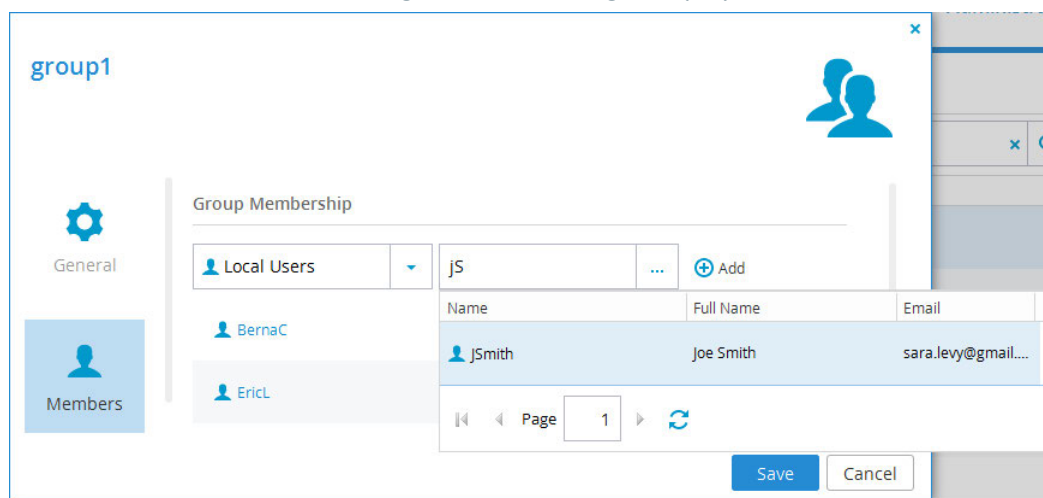 group1
Group Membership
General
Local Users
jS
...
Add
Name Full Name Email
BernaC
JSmith Joe Smith sara.levy@gmail....
Members
EricL
Page 1
Save Cancel